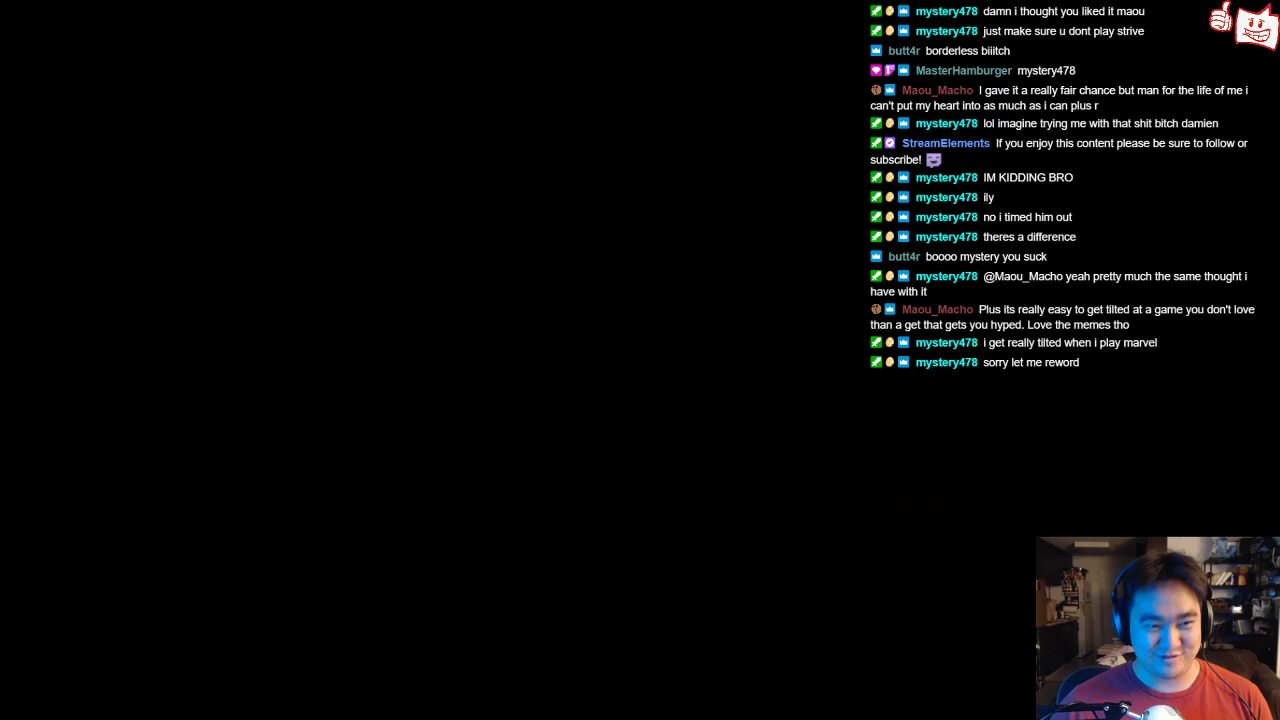 mystery478 damn i thought you liked it maou
mystery478 just make sure u dont play strive
butt4r borderless biiitch
MasterHamburger mystery478
Maou_Macho I gave it a really fair chance but man for the life of me i
can't put my heart into as much as i can plus r
mystery478 lol imagine trying me with that shit bitch damien
StreamElements If you enjoy this content please be sure to follow or
subscribe!
mystery478 IM KIDDING BRO
mystery478 ily
mystery478 no i timed him out
mystery478 theres a difference
butt4r boooo mystery you suck
mystery478 @Maou_Macho yeah pretty much the same thought i
have with it
Maou_Macho Plus its really easy to get tilted at a game you don't love
than a get that gets you hyped. Love the memes tho
mystery478 i get really tilted when i play marvel
mystery478 sorry let me reword